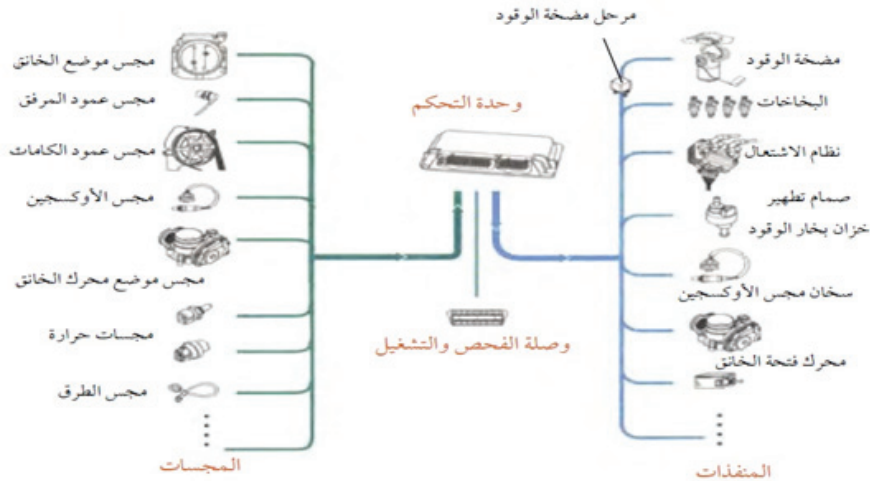 مرحل مضخة الوقود
مضخة الوقود
البخاخات
نظام الاشتعال
صمام تطهير
خزان بخار الوقود
سخان مجس الأوكسجين
محرك فتحة الخانق
المنفذات
وحدة التحكم
وصلة الفحص والتشغيل
مجس موضع الخانق
مجس عمود المرفق
مجس عمود الكامات
مجس الأوكسجين
مجس موضع محرك الخانق
مجسات حرارة
مجس الطرق
المجسات